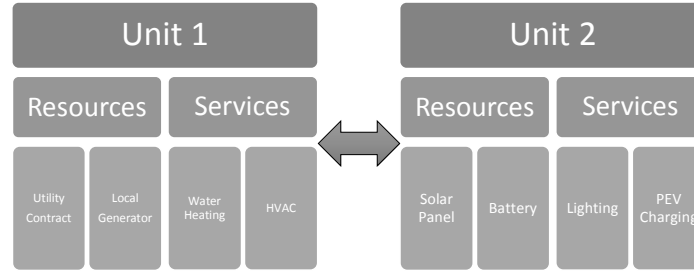 Unit 1
Unit 2
Resources
Services
Resources
Services
Utility
Contract
Local
Generator
Water
Heating
HVAC
Solar
Panel
Battery
Lighting
PEV
Charging